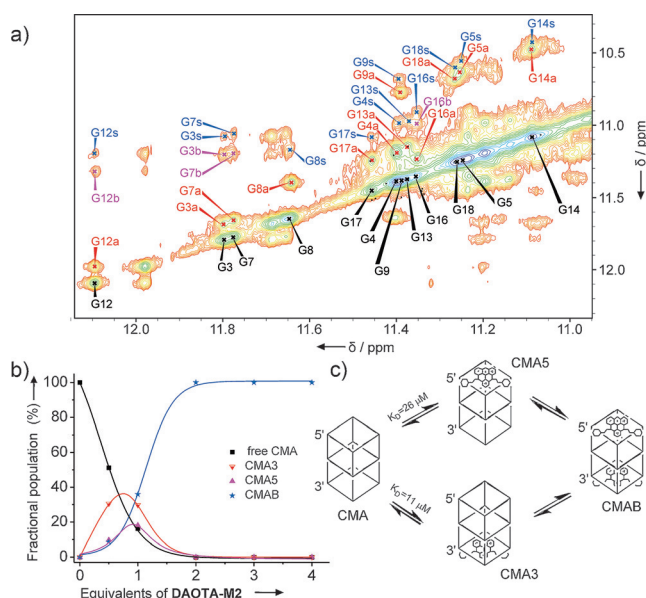 a)
G14s
G5s
G18s
G18a
G5a
G14a
G9s
G9a
G16s
G13s
G4s
G16b
G13a
G16a
G4a
G17s
G17a
G12s
G7s
G3s
G8s
G3b
G12b
G7b
G8a
G7a
G3a
G12a
G12
G3
G7
G8
G17
G4
G9
G13
G16
G18
G5
G14
10.5
11.0
11.5
12.0
δ / ppm
12.0 11.8 11.6 11.4 11.2 11.0
δ / ppm
b)
Fractional population (%)
100
80
60
40
20
0
free CMA
CMA3
CMA5
CMAB
0 1 2 3 4
Equivalents of DAOTA-M2
c)
5'
3'
CMA
KD=26 µM
5'
3'
CMA5
KD=11 µM
5'
3'
CMA3
5'
3'
CMAB